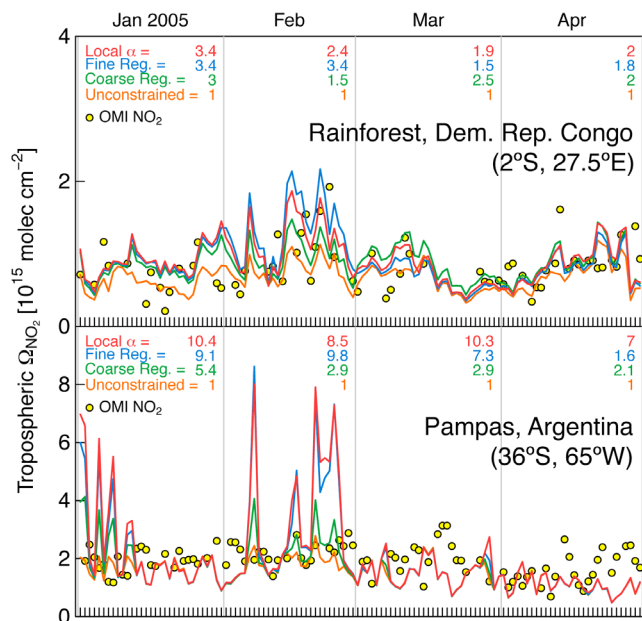 Jan 2005 Feb Mar Apr
4
Local α = 3.4 2.4 1.9 2
Fine Reg. = 3.4 3.4 1.5 1.8
Coarse Reg. = 3 1.5 2.5 2
Unconstrained = 1 1 1 1
OMI NO₂
Rainforest, Dem. Rep. Congo
(2ºS, 27.5ºE)
2
0
Tropospheric Ω_NO₂ [10¹⁵ molec cm⁻²]
Local α = 10.4 8.5 10.3 7
Fine Reg. = 9.1 9.8 7.3 1.6
Coarse Reg. = 5.4 2.9 2.9 2.1
Unconstrained = 1 1 1 1
8
OMI NO₂
Pampas, Argentina
(36ºS, 65ºW)
6
4
2
0